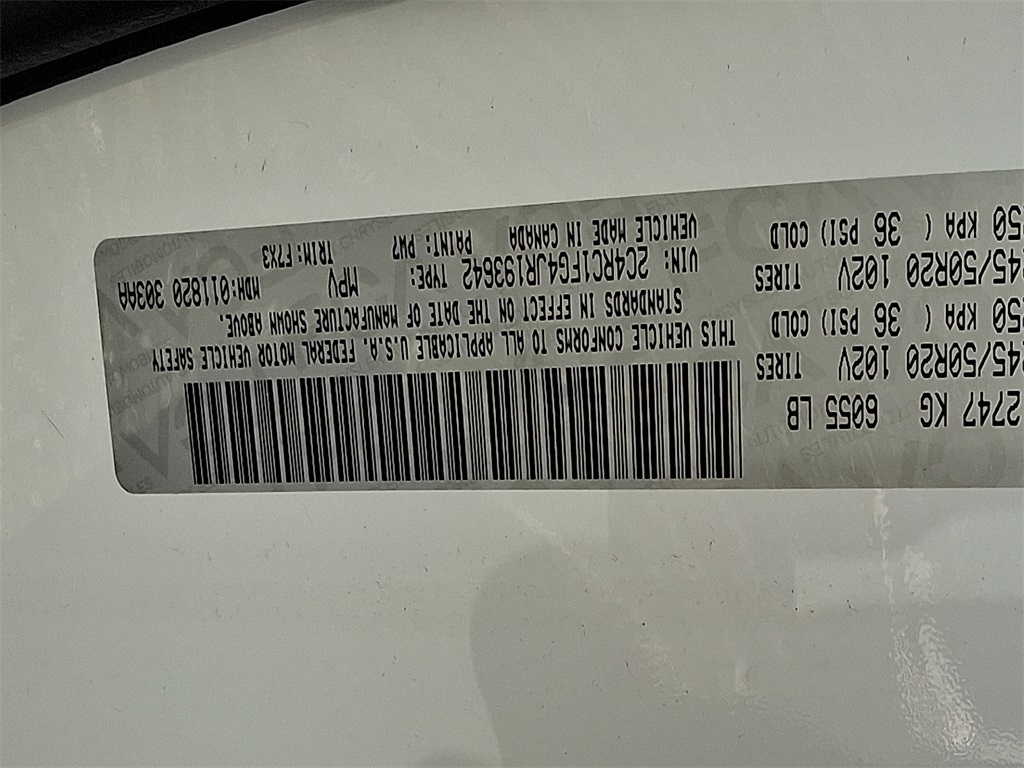 2747 KG 6055 LB
245/50R20 102V TIRES
50 KPA ( 36 PSI) COLD
245/50R20 102V TIRES
50 KPA ( 36 PSI) COLD
THIS VEHICLE CONFORMS TO ALL APPLICABLE U.S.A. FEDERAL MOTOR VEHICLE SAFETY
STANDARDS IN EFFECT ON THE DATE OF MANUFACTURE SHOWN ABOVE.
VIN: 2C4RC1FG4JR193642 TYPE: MPV MDH:011820 303AA
VEHICLE MADE IN CANADA PAINT: PW7 TRIM:F7X3